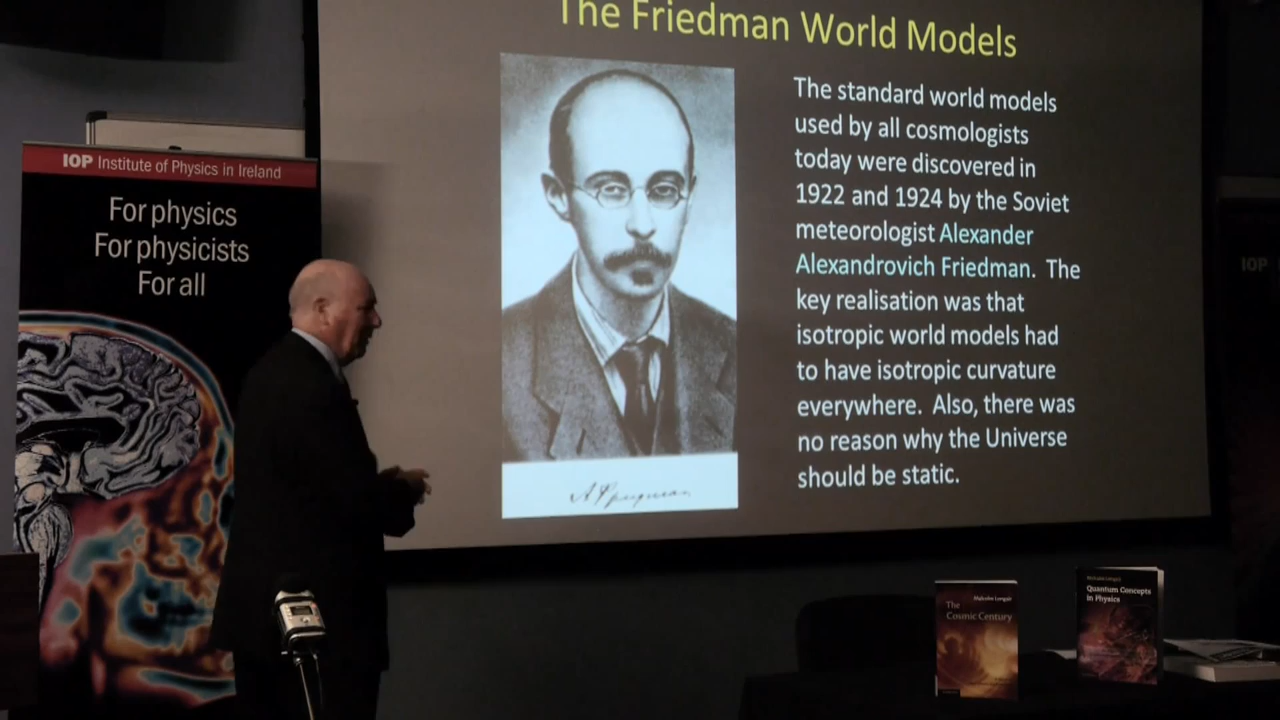 The Friedman World Models
The standard world models
used by all cosmologists
today were discovered in
1922 and 1924 by the Soviet
meteorologist Alexander
Alexandrovich Friedman. The
key realisation was that
isotropic world models had
to have isotropic curvature
everywhere. Also, there was
no reason why the Universe
should be static.
IOP Institute of Physics in Ireland
For physics
For physicists
For all
IOP
Malcolm Longair
The
Cosmic Century
Malcolm Longair
Quantum Concepts
in Physics